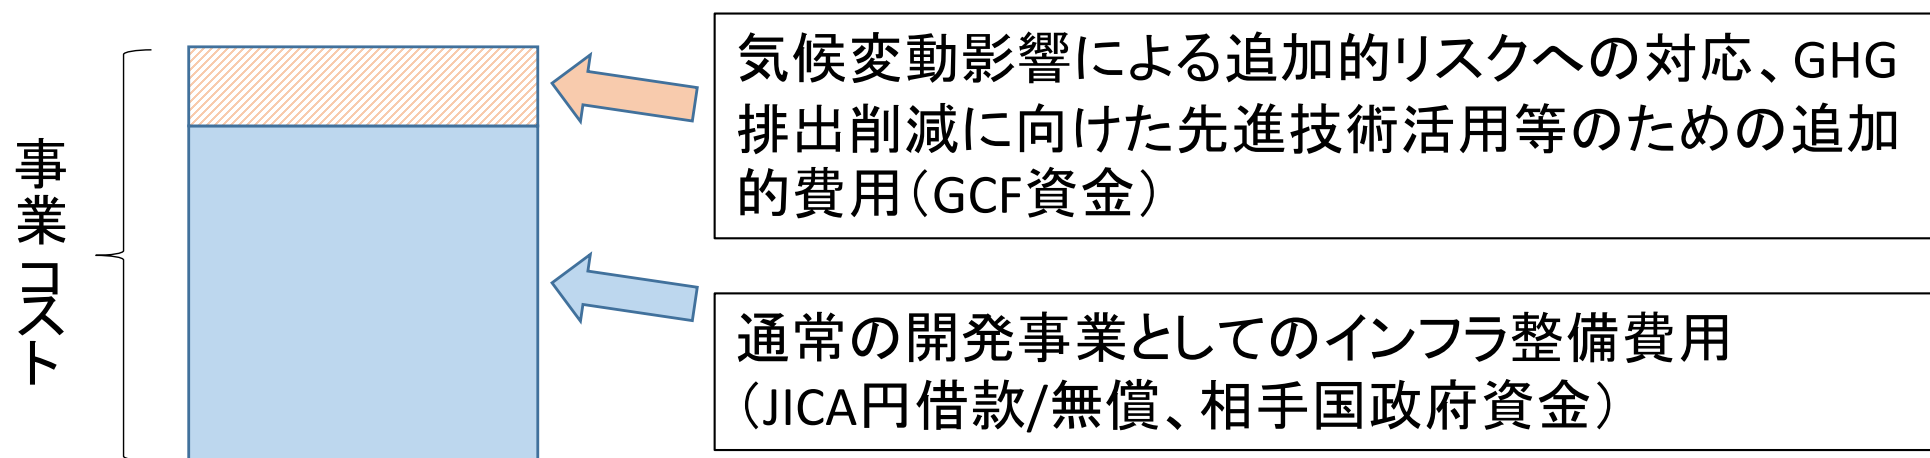 事業コスト
気候変動影響による追加的リスクへの対応、GHG
排出削減に向けた先進技術活用等のための追加
的費用（GCF資金）
通常の開発事業としてのインフラ整備費用
（JICA円借款/無償、相手国政府資金）